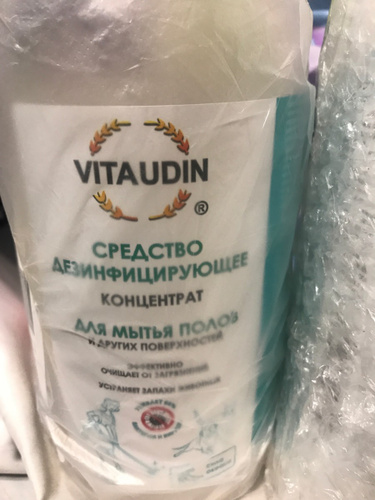 VITAUDIN
®
СРЕДСТВО
ДЕЗИНФИЦИРУЮЩЕЕ
КОНЦЕНТРАТ
ДЛЯ МЫТЬЯ ПОЛОВ
И ДРУГИХ ПОВЕРХНОСТЕЙ
ЭФФЕКТИВНО
ОЧИЩАЕТ ОТ ЗАГРЯЗНЕНИЙ
УСТРАНЯЕТ ЗАПАХИ ЖИВОТНЫХ